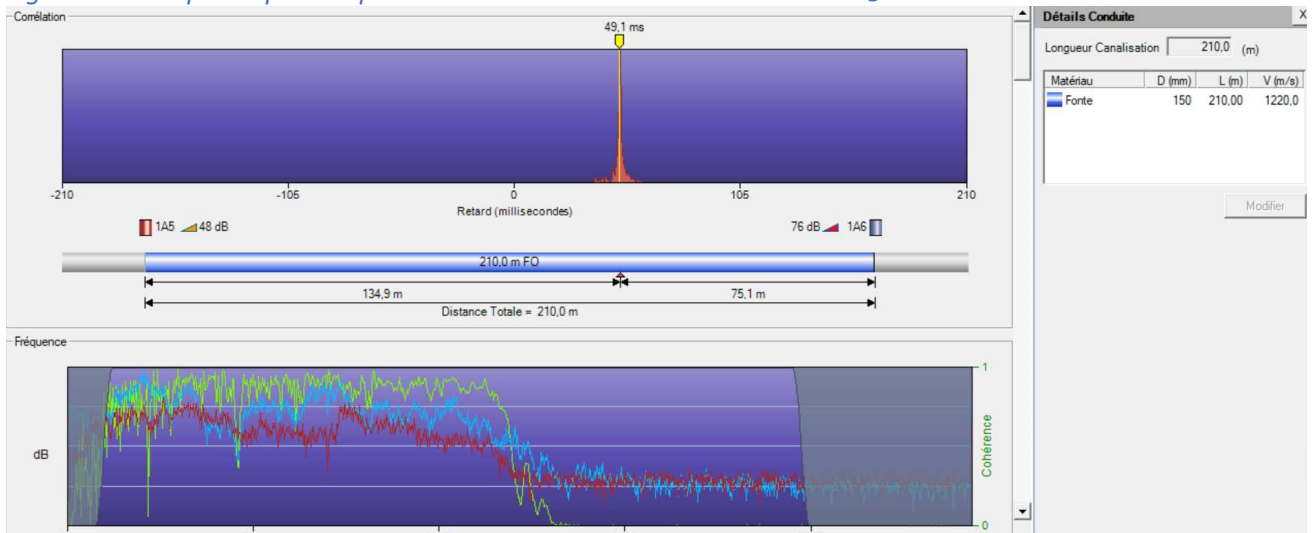 Corrélation
49,1 ms
-210 -105 0 105 210
Retard (millisecondes)
1A5 48 dB 76 dB 1A6
210,0 m FO
134,9 m 75,1 m
Distance Totale = 210,0 m
Fréquence
dB
1
Cohérence
0
Détails Conduite X
Longueur Canalisation 210,0 (m)
Matériau D (mm) L (m) V (m/s)
Fonte 150 210,00 1220,0
Modifier